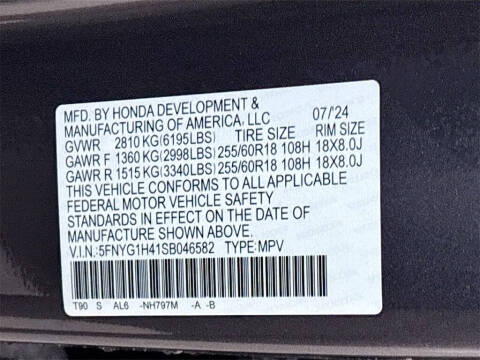 MFD. BY HONDA DEVELOPMENT &
MANUFACTURING OF AMERICA, LLC 07/'24
GVWR 2810 KG(6195LBS) TIRE SIZE RIM SIZE
GAWR F 1360 KG(2998LBS) 255/60R18 108H 18X8.0J
GAWR R 1515 KG(3340LBS) 255/60R18 108H 18X8.0J
THIS VEHICLE CONFORMS TO ALL APPLICABLE
FEDERAL MOTOR VEHICLE SAFETY
STANDARDS IN EFFECT ON THE DATE OF
MANUFACTURE SHOWN ABOVE.
V.I.N.:5FNYG1H41SB046582 TYPE:MPV
T90 S AL6 -NH797M -A -B